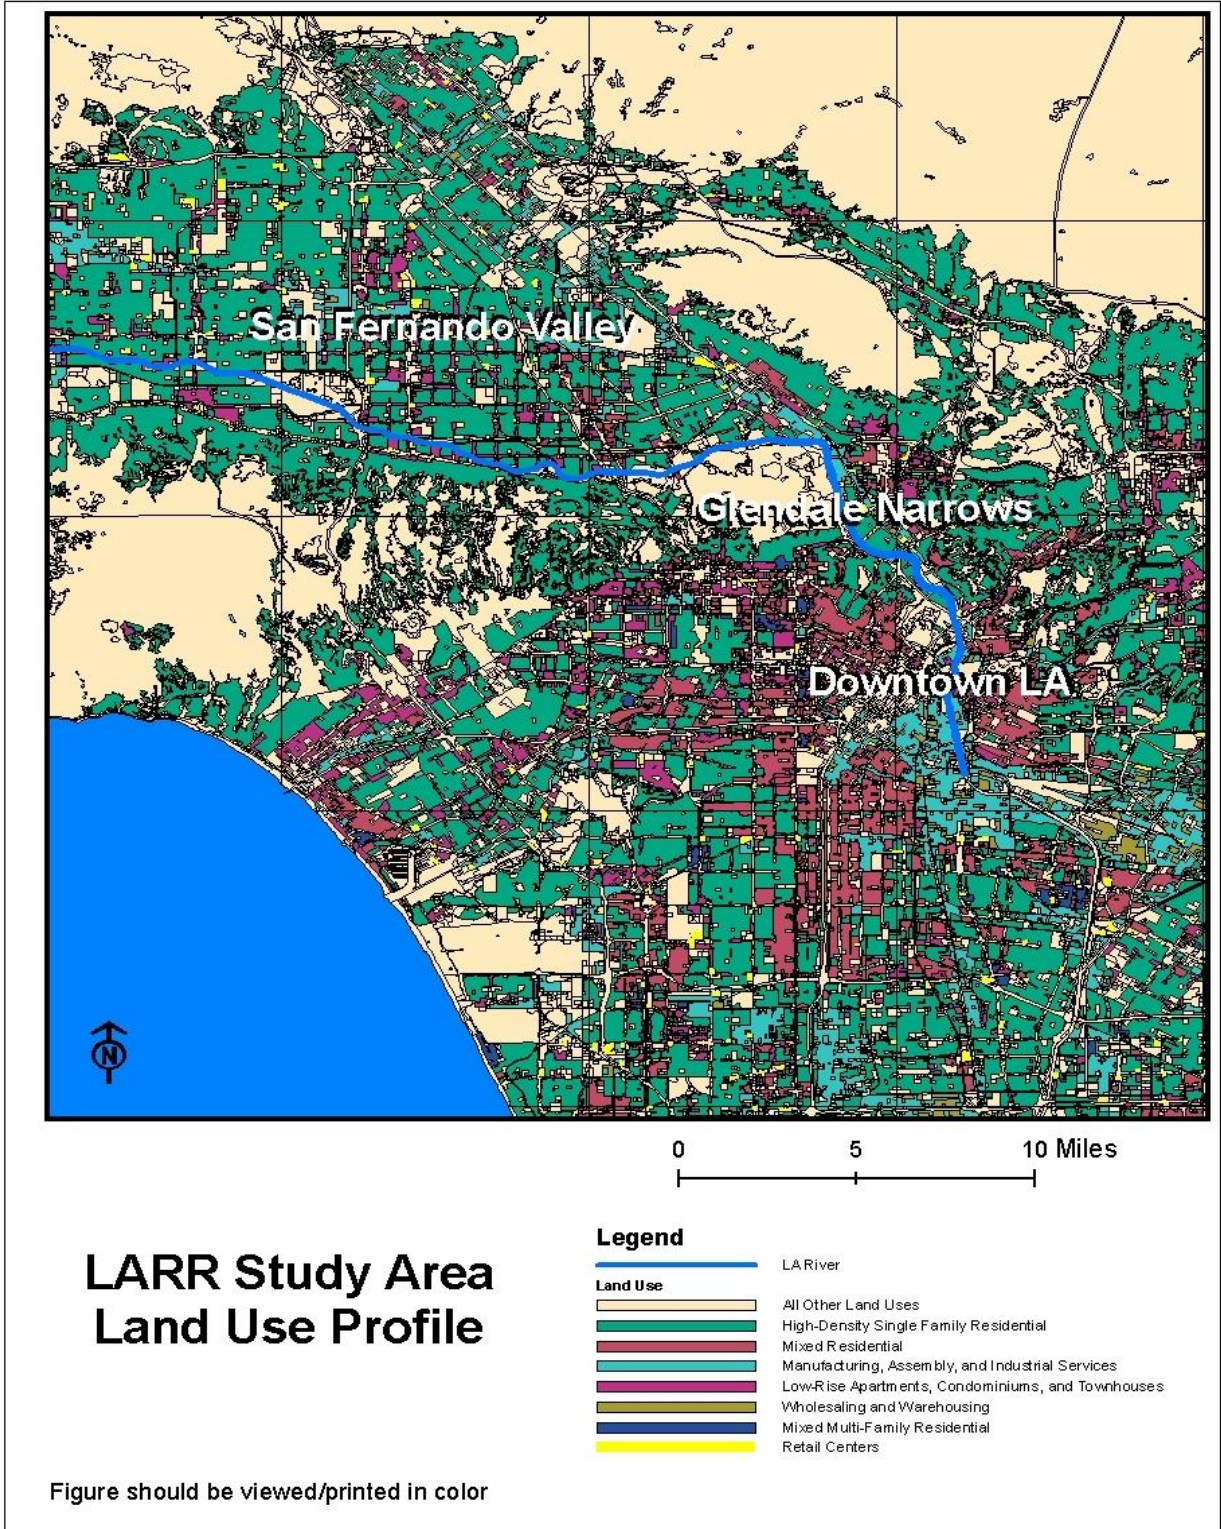 San Fernando Valley
Glendale Narrows
Downtown LA
N
0 5 10 Miles
LARR Study Area
Land Use Profile
Legend
LA River
Land Use
All Other Land Uses
High-Density Single Family Residential
Mixed Residential
Manufacturing, Assembly, and Industrial Services
Low-Rise Apartments, Condominiums, and Townhouses
Wholesaling and Warehousing
Mixed Multi-Family Residential
Retail Centers
Figure should be viewed/printed in color